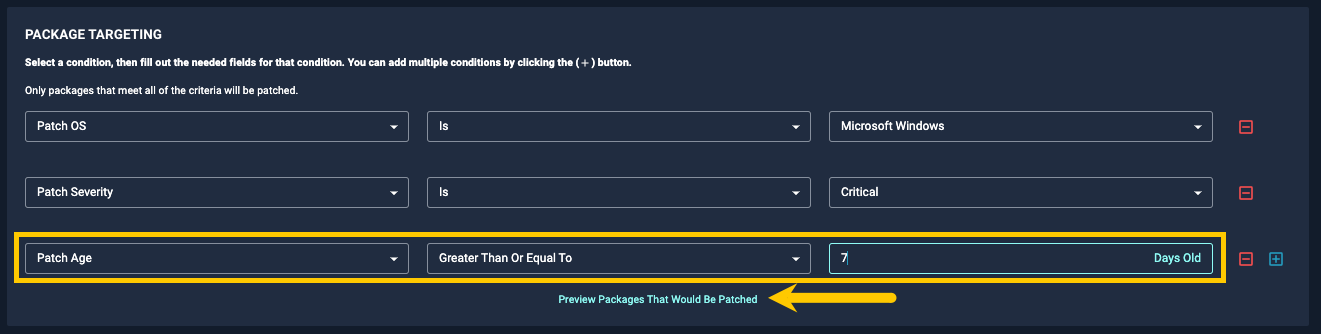 PACKAGE TARGETING
Select a condition, then fill out the needed fields for that condition. You can add multiple conditions by clicking the (+) button.
Only packages that meet all of the criteria will be patched.
Patch OS Is Microsoft Windows
Patch Severity Is Critical
Patch Age Greater Than Or Equal To 7 Days Old
Preview Packages That Would Be Patched